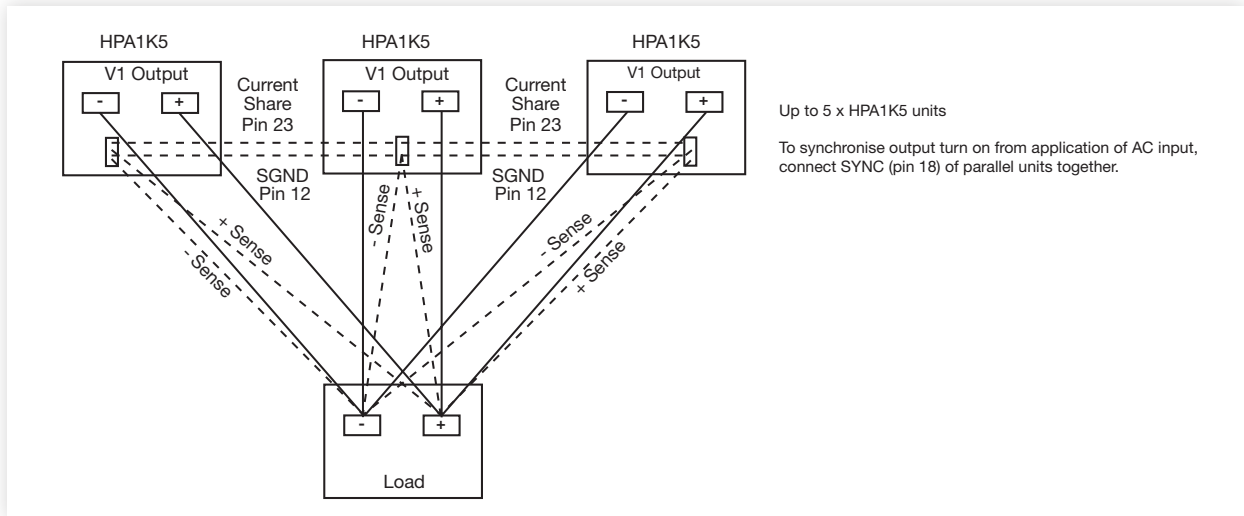 HPA1K5
HPA1K5
HPA1K5
V1 Output
V1 Output
V1 Output
-
+
-
+
-
+
Current
Share
Pin 23
Current
Share
Pin 23
SGND
Pin 12
SGND
Pin 12
+ Sense
- Sense
- Sense
+ Sense
- Sense
+ Sense
-
+
Load
Up to 5 x HPA1K5 units
To synchronise output turn on from application of AC input,
connect SYNC (pin 18) of parallel units together.